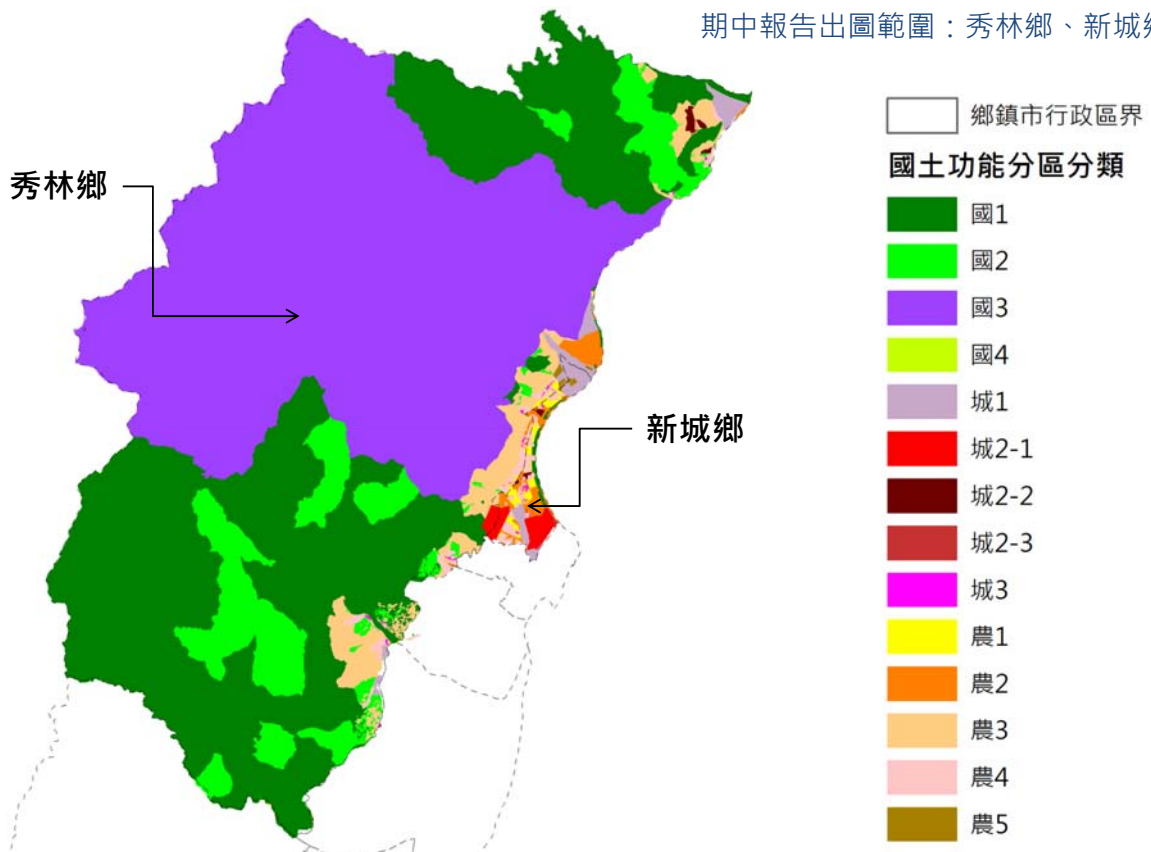 期中報告出圖範圍：秀林鄉、新城鄉
鄉鎮市行政區界
國土功能分區分類
國1
國2
國3
國4
城1
城2-1
城2-2
城2-3
城3
農1
農2
農3
農4
農5
秀林鄉
新城鄉